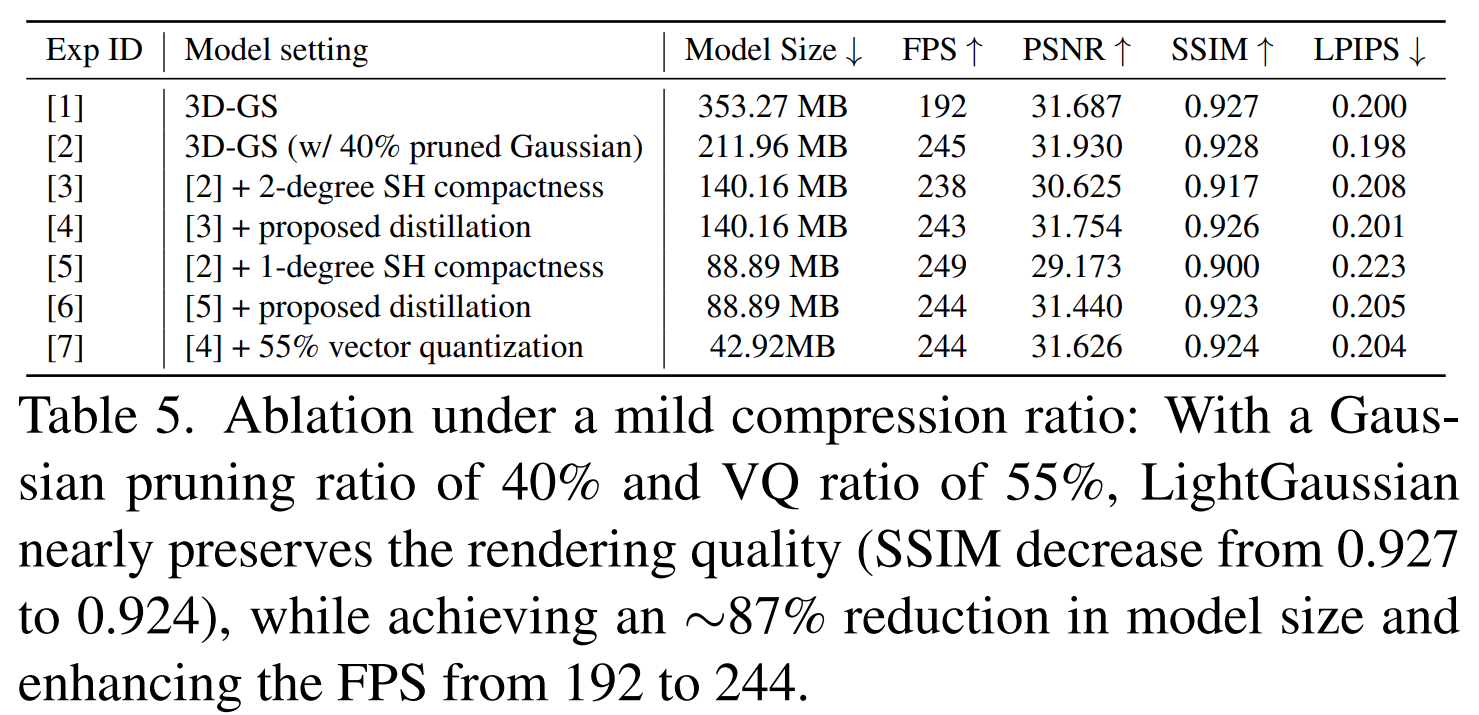 Exp ID Model setting Model Size ↓ FPS ↑ PSNR ↑ SSIM ↑ LPIPS ↓
[1] 3D-GS 353.27 MB 192 31.687 0.927 0.200
[2] 3D-GS (w/ 40% pruned Gaussian) 211.96 MB 245 31.930 0.928 0.198
[3] [2] + 2-degree SH compactness 140.16 MB 238 30.625 0.917 0.208
[4] [3] + proposed distillation 140.16 MB 243 31.754 0.926 0.201
[5] [2] + 1-degree SH compactness 88.89 MB 249 29.173 0.900 0.223
[6] [5] + proposed distillation 88.89 MB 244 31.440 0.923 0.205
[7] [4] + 55% vector quantization 42.92MB 244 31.626 0.924 0.204
Table 5. Ablation under a mild compression ratio: With a Gaus-
sian pruning ratio of 40% and VQ ratio of 55%, LightGaussian
nearly preserves the rendering quality (SSIM decrease from 0.927
to 0.924), while achieving an ∼87% reduction in model size and
enhancing the FPS from 192 to 244.